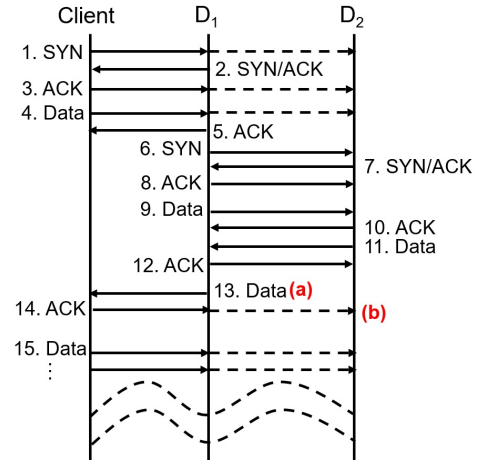 Client D₁ D₂
1. SYN
2. SYN/ACK
3. ACK
4. Data
5. ACK
6. SYN
7. SYN/ACK
8. ACK
9. Data
10. ACK
11. Data
12. ACK
13. Data (a)
14. ACK
(b)
15. Data
⋮